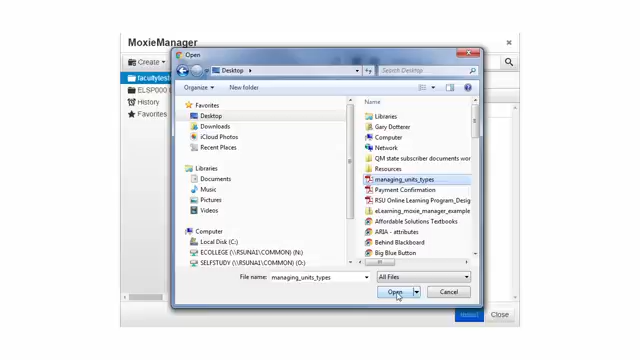 MoxieManager
Open
Create
Desktop
Search Desktop
facultytest
Organize
New folder
ELSP000
History
Favorites
Favorites
Desktop
Downloads
iCloud Photos
Recent Places
Libraries
Documents
Music
Pictures
Videos
Computer
Local Disk (C:)
ECOLLEGE (\\RSUNA1\COMMON) (N:)
SELFSTUDY (\\RSUNA1\COMMON) (O:)
Name
Libraries
Gary Dotterer
Computer
Network
QM state subscriber documents wor
Resources
managing_units_types
Payment Confirmation
RSU Online Learning Program_Desig
eLearning_moxie_manager_example
Affordable Solutions Textbooks
ARIA - attributes
Behind Blackboard
Big Blue Button
File name:
managing_units_types
All Files
Open
Cancel
Close